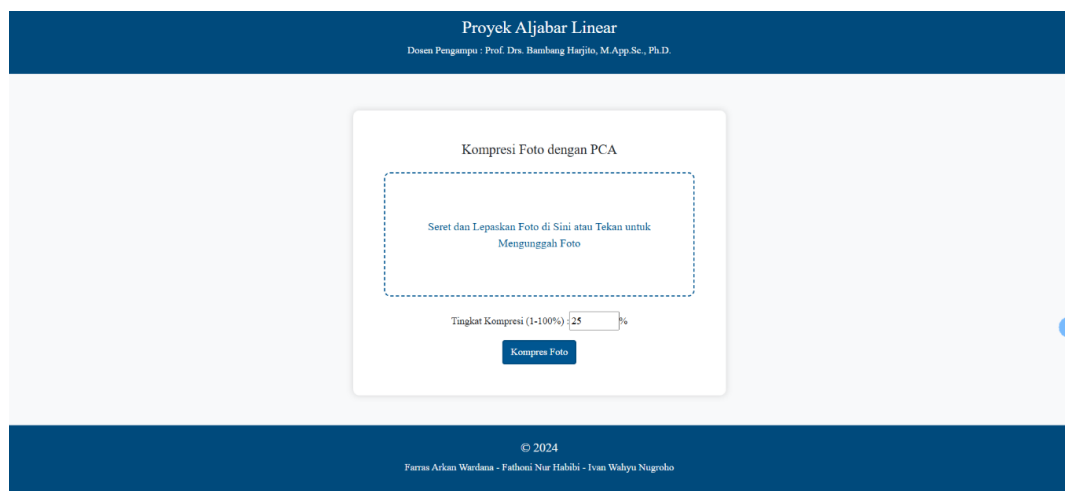 Proyek Aljabar Linear
Dosen Pengampu : Prof. Drs. Bambang Harjito, M.App.Sc., Ph.D.
Kompresi Foto dengan PCA
Seret dan Lepaskan Foto di Sini atau Tekan untuk
Mengunggah Foto
Tingkat Kompresi (1-100%) : 25 %
Kompres Foto
© 2024
Farras Arkan Wardana - Fathoni Nur Habibi - Ivan Wahyu Nugroho